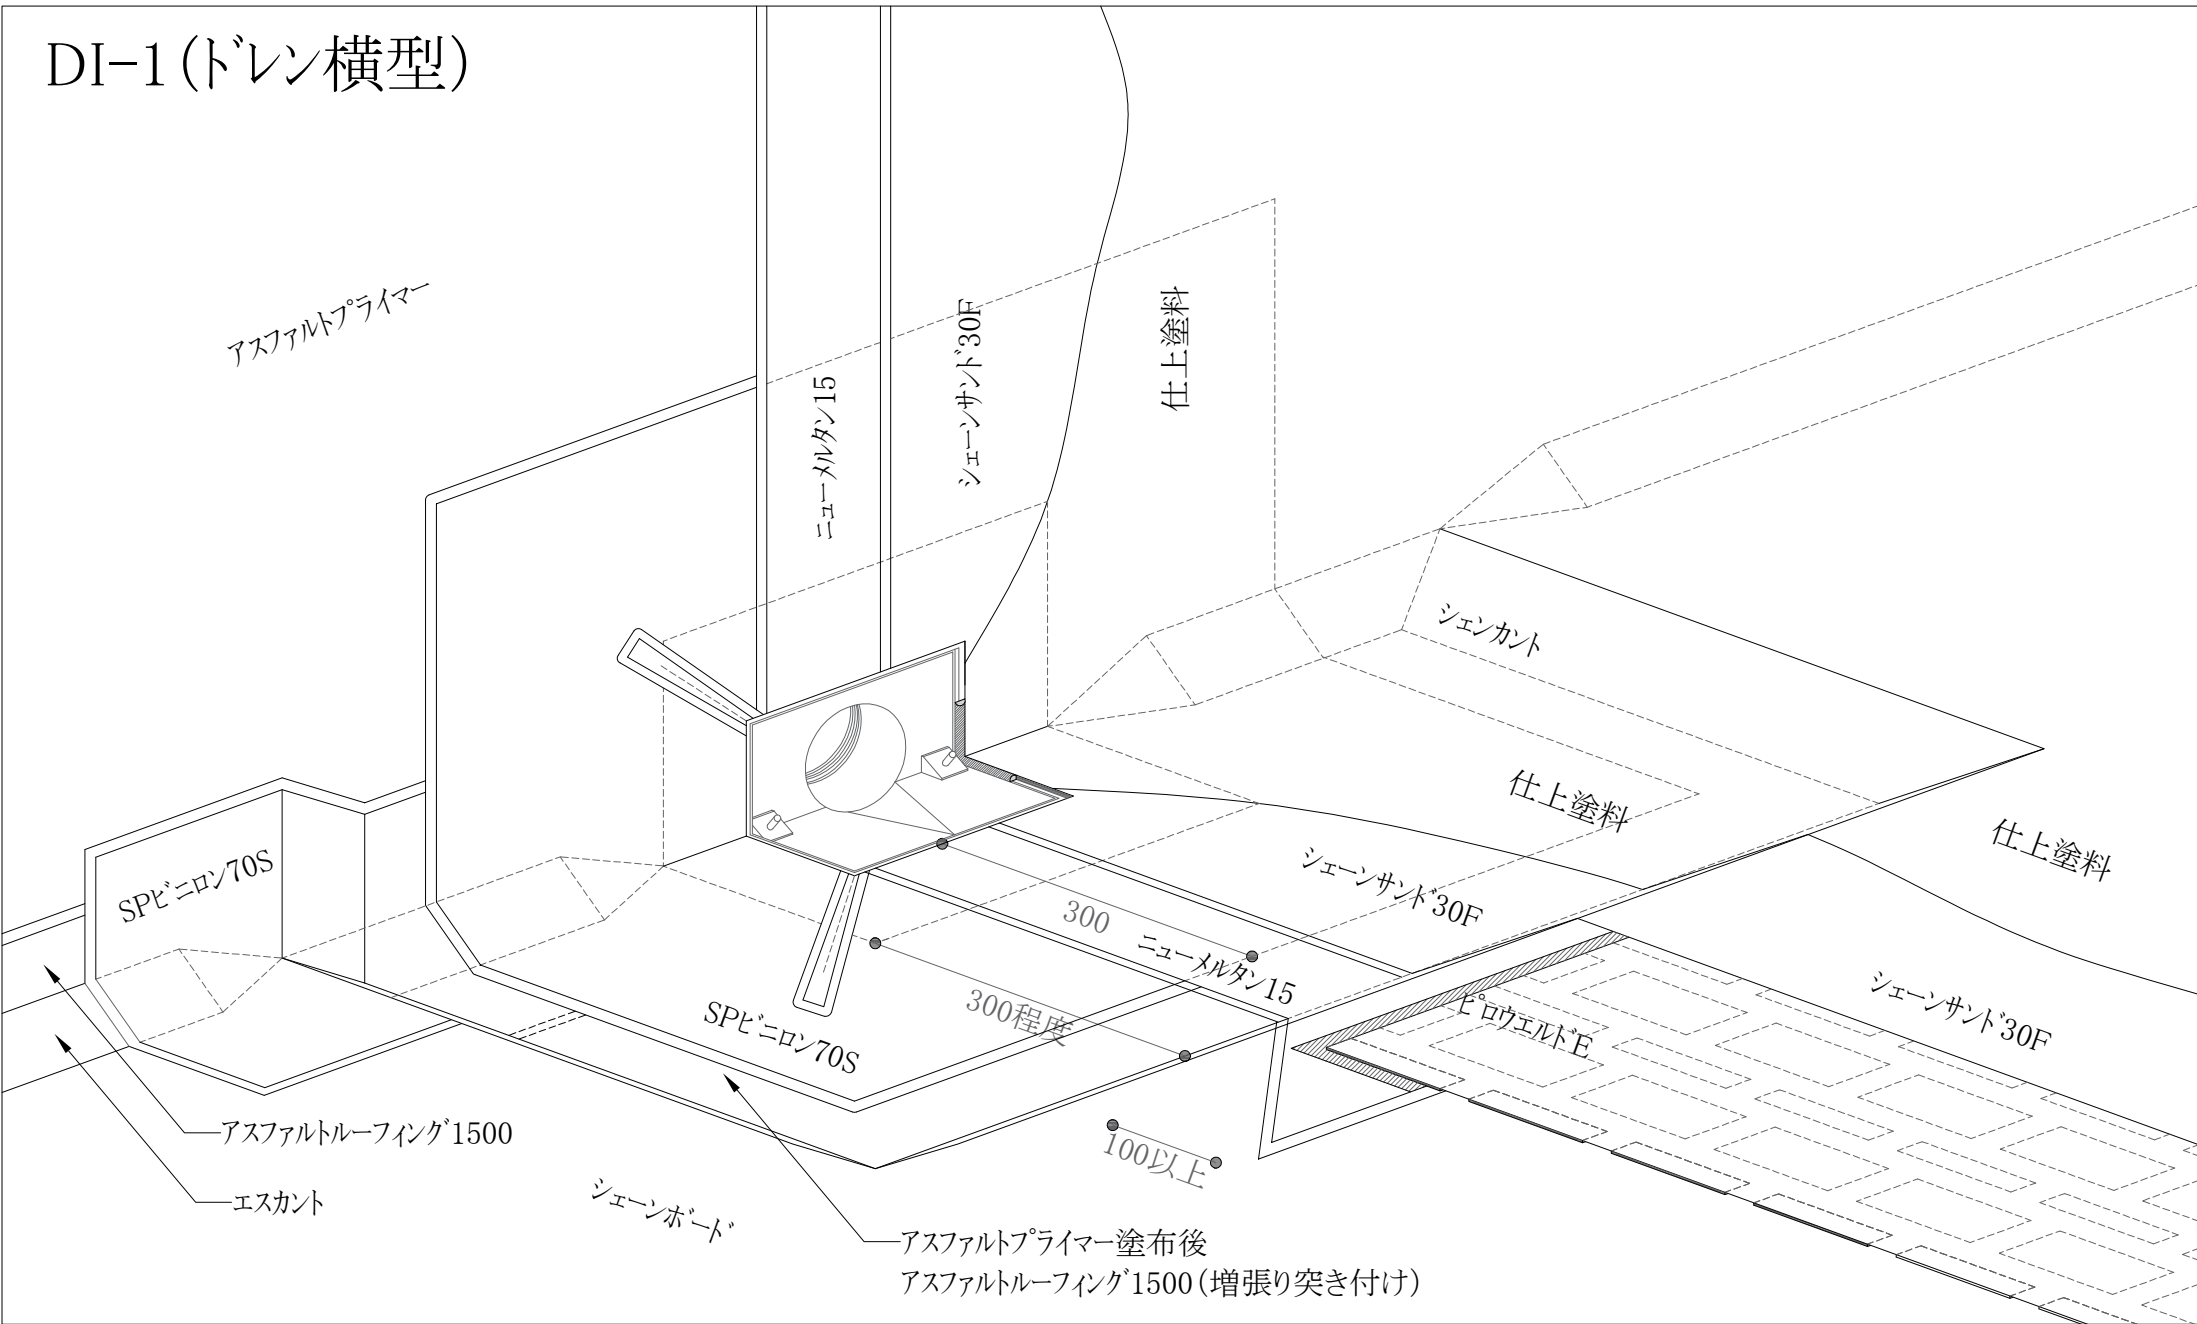 DI-1(ドレン横型)
アスファルトプライマー
ニューメルタン15
シェーンサンド30F
仕上塗料
シェンカント
仕上塗料
仕上塗料
シェーンサンド30F
SPビニロン70S
300
ニューメルタン15
シェーンサンド30F
300程度
ピロウエルドE
SPビニロン70S
アスファルトルーフィング1500
100以上
エスカント
シェーンボード
アスファルトプライマー塗布後
アスファルトルーフィング1500(増張り突き付け)